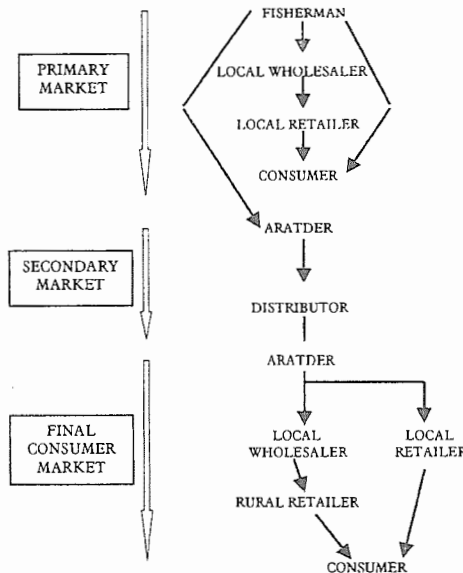 FISHERMAN
PRIMARY
MARKET
LOCAL WHOLESALER
LOCAL RETAILER
CONSUMER
ARATDER
SECONDARY
MARKET
DISTRIBUTOR
ARATDER
FINAL
CONSUMER
MARKET
LOCAL
WHOLESALER
LOCAL
RETAILER
RURAL RETAILER
CONSUMER